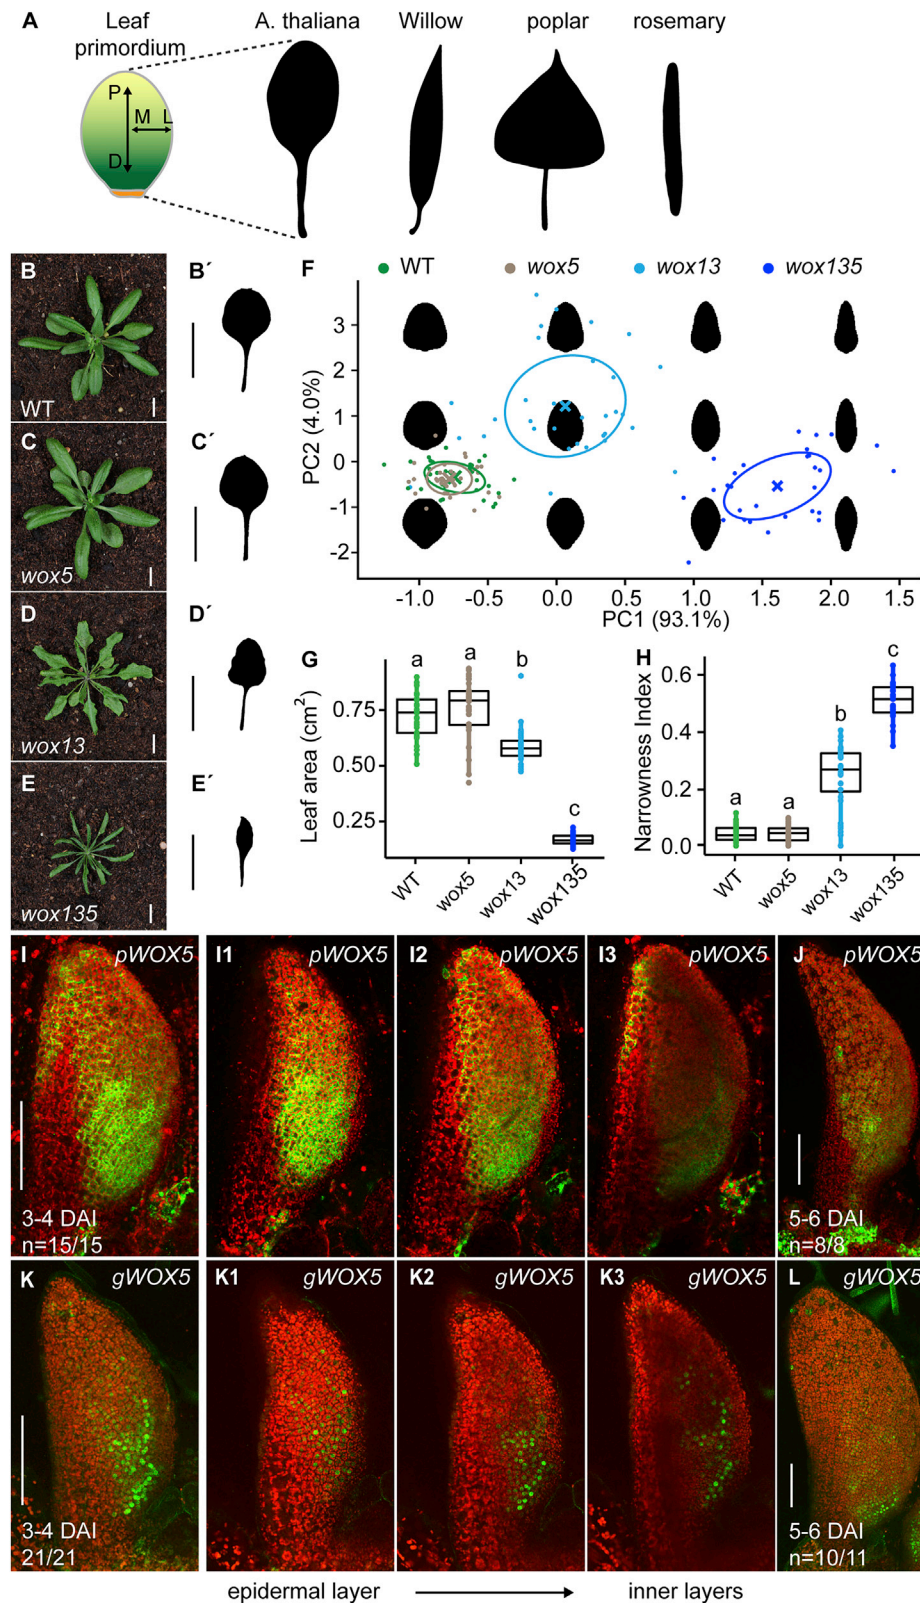 A
Leaf primordium
A. thaliana
Willow
poplar
rosemary
P
M L
D
B
WT
B´
C
wox5
C´
D
wox13
D´
E
wox135
E´
F
WT
wox5
wox13
wox135
PC2 (4.0%)
3
2
1
0
-1
-2
-1.0 -0.5 0.0 0.5 1.0 1.5 2.0 2.5
PC1 (93.1%)
G
Leaf area (cm2)
0.75
0.50
0.25
a a b c
WT wox5 wox13 wox135
H
Narrowness Index
0.6
0.4
0.2
0.0
a a b c
WT wox5 wox13 wox135
I pWOX5
3-4 DAI
n=15/15
I1 pWOX5
I2 pWOX5
I3 pWOX5
J pWOX5
5-6 DAI
n=8/8
K gWOX5
3-4 DAI
21/21
K1 gWOX5
K2 gWOX5
K3 gWOX5
L gWOX5
5-6 DAI
n=10/11
epidermal layer
inner layers